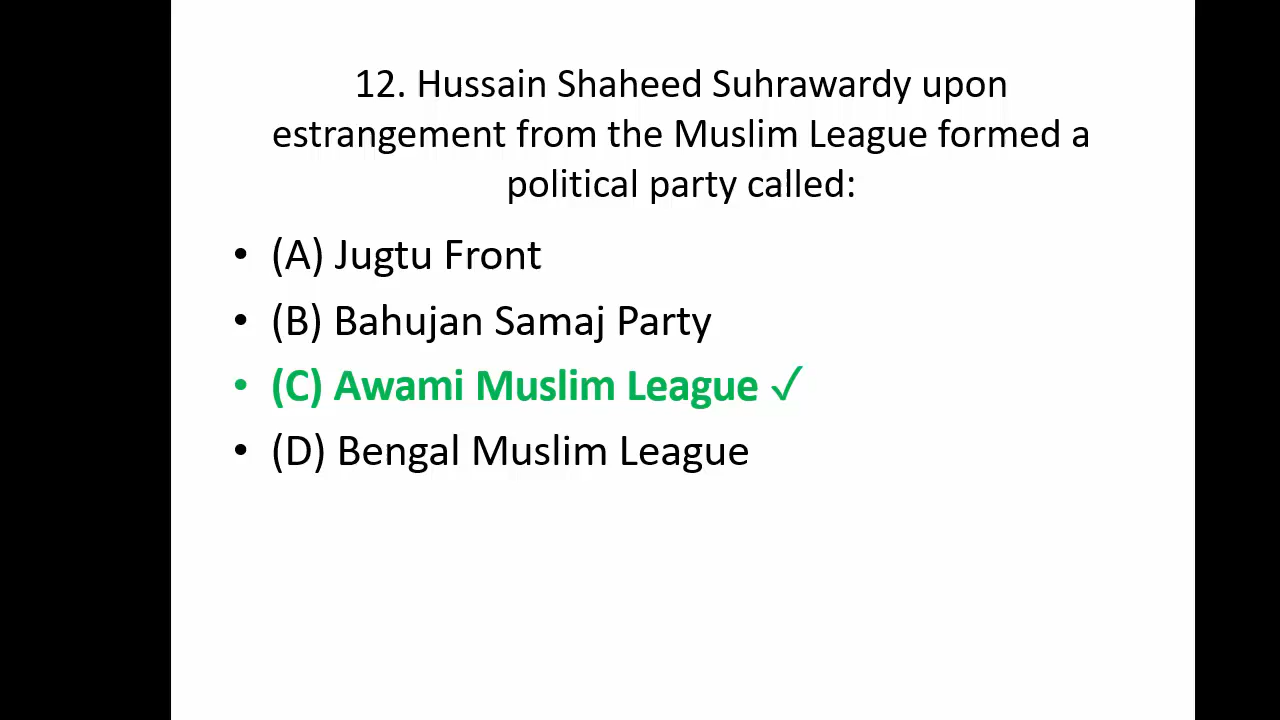 12. Hussain Shaheed Suhrawardy upon
estrangement from the Muslim League formed a
political party called:
• (A) Jugtu Front
• (B) Bahujan Samaj Party
• (C) Awami Muslim League ✓
• (D) Bengal Muslim League